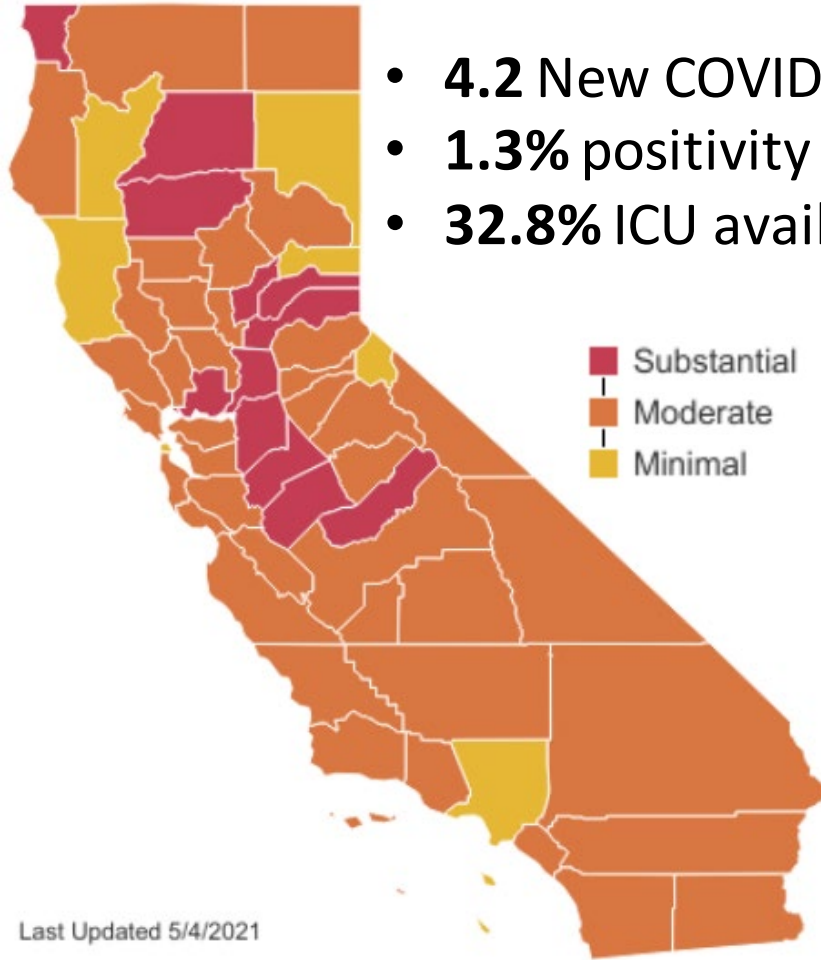 • 4.2 New COVID
• 1.3% positivity
• 32.8% ICU avail
Substantial
Moderate
Minimal
Last Updated 5/4/2021